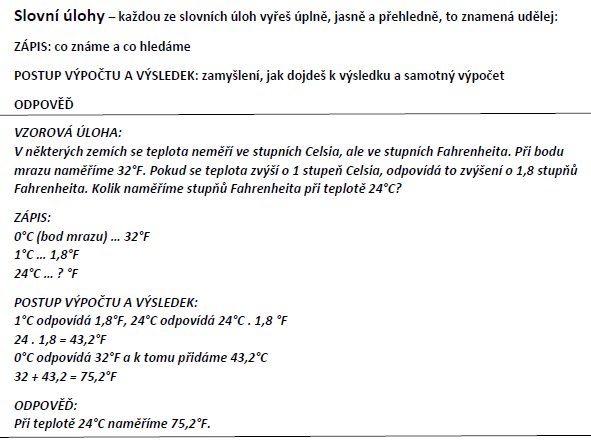 Slovní úlohy – každou ze slovních úloh vyřeš úplně, jasně a přehledně, to znamená udělej:
ZÁPIS: co známe a co hledáme
POSTUP VÝPOČTU A VÝSLEDEK: zamyšlení, jak dojdeš k výsledku a samotný výpočet
ODPOVĚĎ
VZOROVÁ ÚLOHA:
V některých zemích se teplota neměří ve stupních Celsia, ale ve stupních Fahrenheita. Při bodu
mrazu naměříme 32°F. Pokud se teplota zvýší o 1 stupeň Celsia, odpovídá to zvýšení o 1,8 stupňů
Fahrenheita. Kolik naměříme stupňů Fahrenheita při teplotě 24°C?
ZÁPIS:
0°C (bod mrazu) … 32°F
1°C … 1,8°F
24°C … ? °F
POSTUP VÝPOČTU A VÝSLEDEK:
1°C odpovídá 1,8°F, 24°C odpovídá 24°C . 1,8 °F
24 . 1,8 = 43,2°F
0°C odpovídá 32°F a k tomu přidáme 43,2°C
32 + 43,2 = 75,2°F
ODPOVĚĎ:
Při teplotě 24°C naměříme 75,2°F.